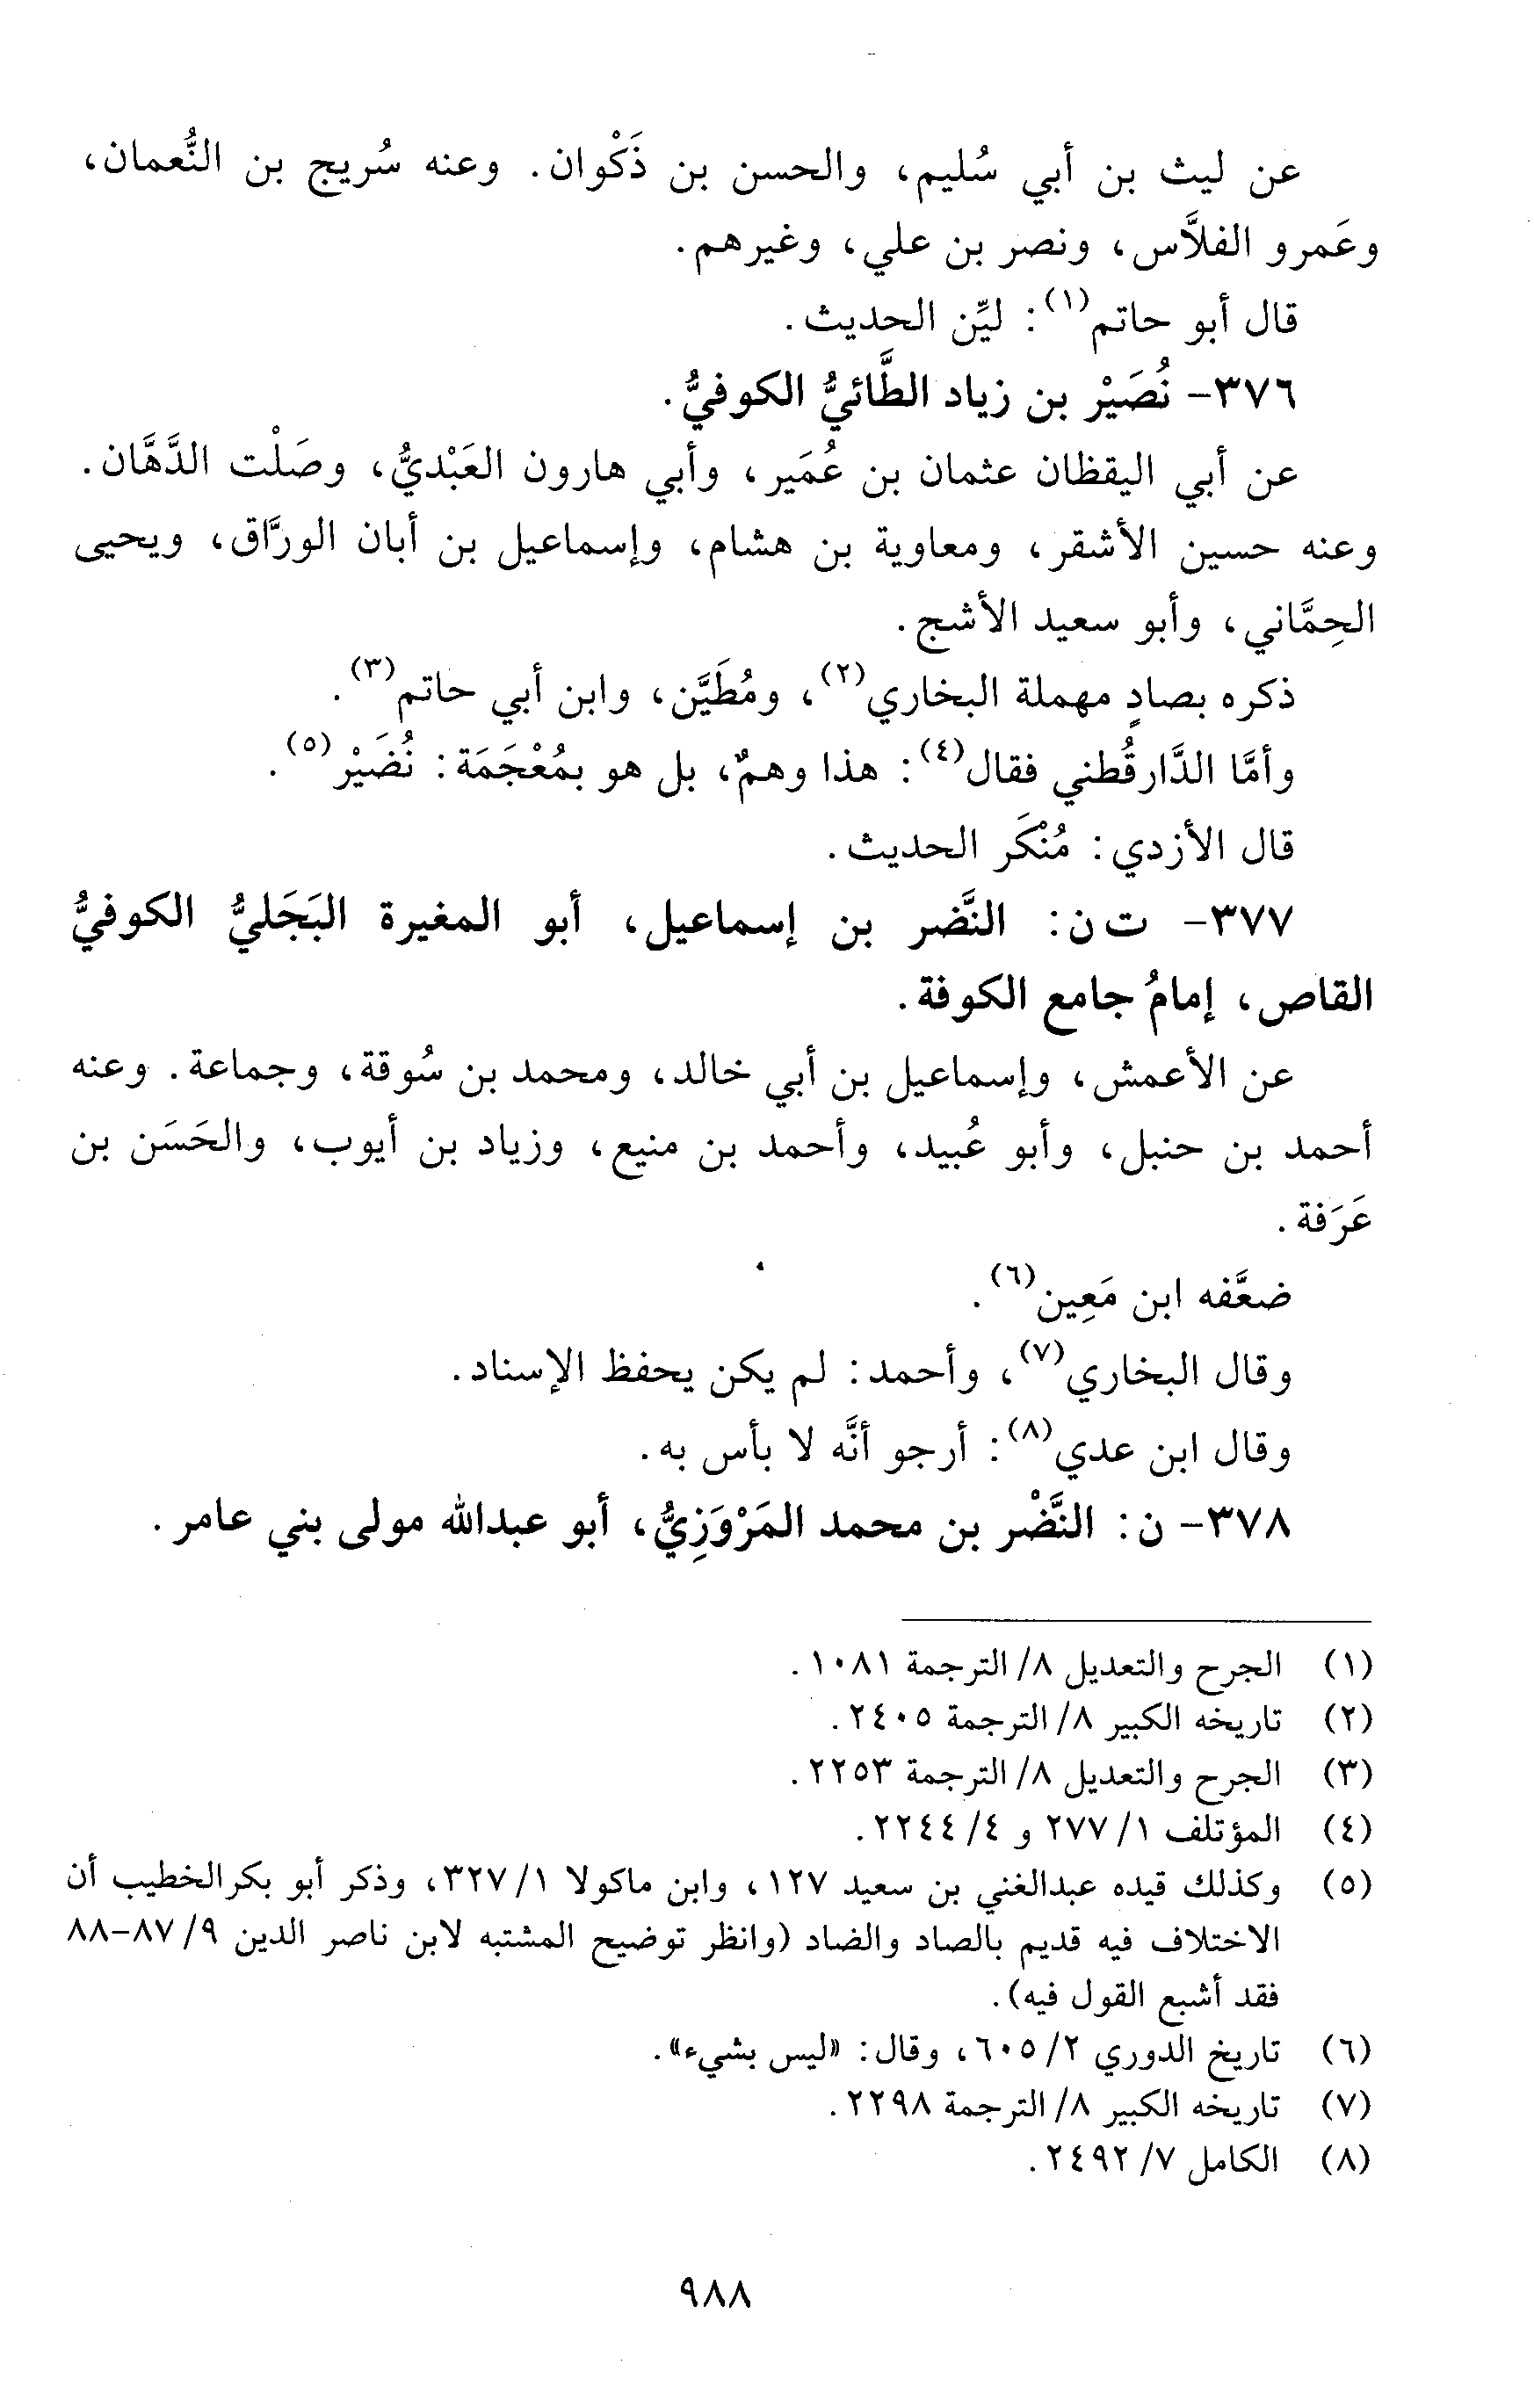 عن ليث بن أبي سُليم، والحسن بن ذَكْوان. وعنه سُريج بن النُّعمان،
وعَمرو الفلاَّس، ونصر بن علي، وغيرهم.
قال أبو حاتم(١): ليِّن الحديث.
٣٧٦- نُصَيْر بن زياد الطَّائيُّ الكوفيُّ.
عن أبي اليقظان عثمان بن عُمَير، وأبي هارون العَبْديُّ، وصَلْت الدَّهَّان.
وعنه حسين الأشقر، ومعاوية بن هشام، وإسماعيل بن أبان الورَّاق، ويحيى
الحِمَّاني، وأبو سعيد الأشج.
ذكره بصادٍ مهملة البخاري(٢)، ومُطَيَّن، وابن أبي حاتم(٣).
وأمَّا الدَّارقُطني فقال(٤): هذا وهمٌ، بل هو بمُعْجَمَة: نُضَيْر(٥).
قال الأزدي: مُنْكَر الحديث.
٣٧٧- ت ن: النَّضر بن إسماعيل، أبو المغيرة البَجَليُّ الكوفيُّ
القاص، إمامُ جامع الكوفة.
عن الأعمش، وإسماعيل بن أبي خالد، ومحمد بن سُوقة، وجماعة. وعنه
أحمد بن حنبل، وأبو عُبيد، وأحمد بن منيع، وزياد بن أيوب، والحَسَن بن
عَرَفة.
ضعَّفه ابن مَعِين(٦).
وقال البخاري(٧)، وأحمد: لم يكن يحفظ الإسناد.
وقال ابن عدي(٨): أرجو أنَّه لا بأس به.
٣٧٨- ن: النَّضْر بن محمد المَرْوَزِيُّ، أبو عبدالله مولى بني عامر.
(١) الجرح والتعديل ٨/ الترجمة ١٠٨١.
(٢) تاريخه الكبير ٨/ الترجمة ٢٤٠٥.
(٣) الجرح والتعديل ٨/ الترجمة ٢٢٥٣.
(٤) المؤتلف ١/ ٢٧٧ و ٤/ ٢٢٤٤.
(٥) وكذلك قيده عبدالغني بن سعيد ١٢٧، وابن ماكولا ١/ ٣٢٧، وذكر أبو بكرالخطيب أن
الاختلاف فيه قديم بالصاد والضاد (وانظر توضيح المشتبه لابن ناصر الدين ٩/ ٨٧-٨٨
فقد أشبع القول فيه).
(٦) تاريخ الدوري ٢/ ٦٠٥، وقال: «ليس بشيء».
(٧) تاريخه الكبير ٨/ الترجمة ٢٢٩٨.
(٨) الكامل ٧/ ٢٤٩٢.
٩٨٨